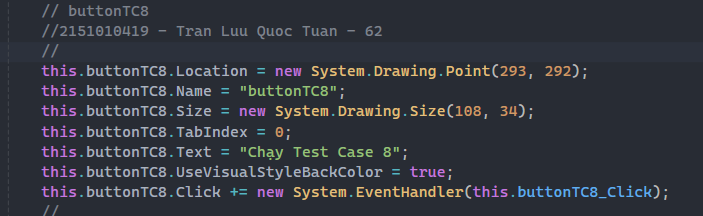 // buttonTC8
//2151010419 - Tran Luu Quoc Tuan - 62
//
this.buttonTC8.Location = new System.Drawing.Point(293, 292);
this.buttonTC8.Name = "buttonTC8";
this.buttonTC8.Size = new System.Drawing.Size(108, 34);
this.buttonTC8.TabIndex = 0;
this.buttonTC8.Text = "Chạy Test Case 8";
this.buttonTC8.UseVisualStyleBackColor = true;
this.buttonTC8.Click += new System.EventHandler(this.buttonTC8_Click);
//